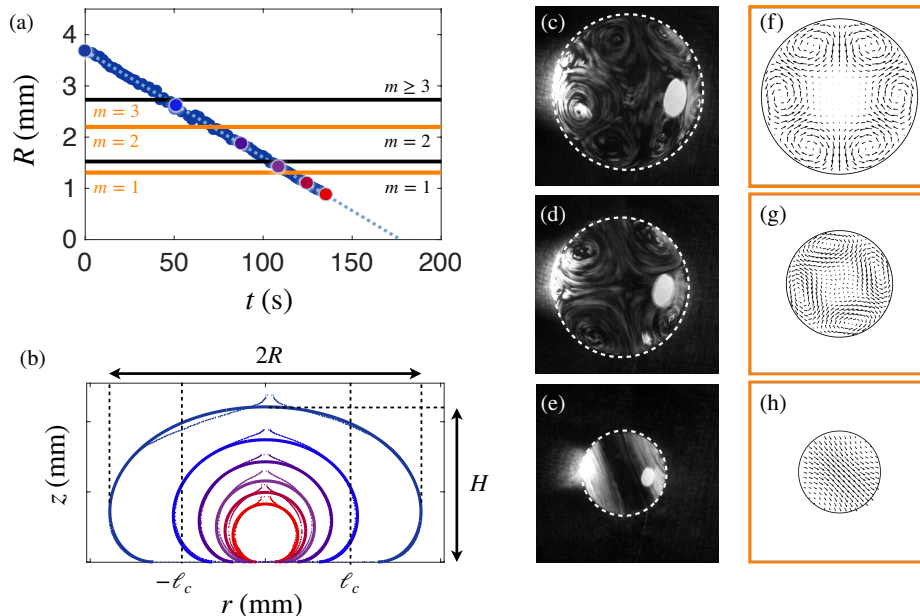 (a)
4
3
2
1
0
R (mm)
m ≥ 3
m = 3
m = 2
m = 2
m = 1
m = 1
0
50
100
150
200
t (s)
(b)
2R
z (mm)
H
−ℓc
ℓc
r (mm)
(c)
(d)
(e)
(f)
(g)
(h)